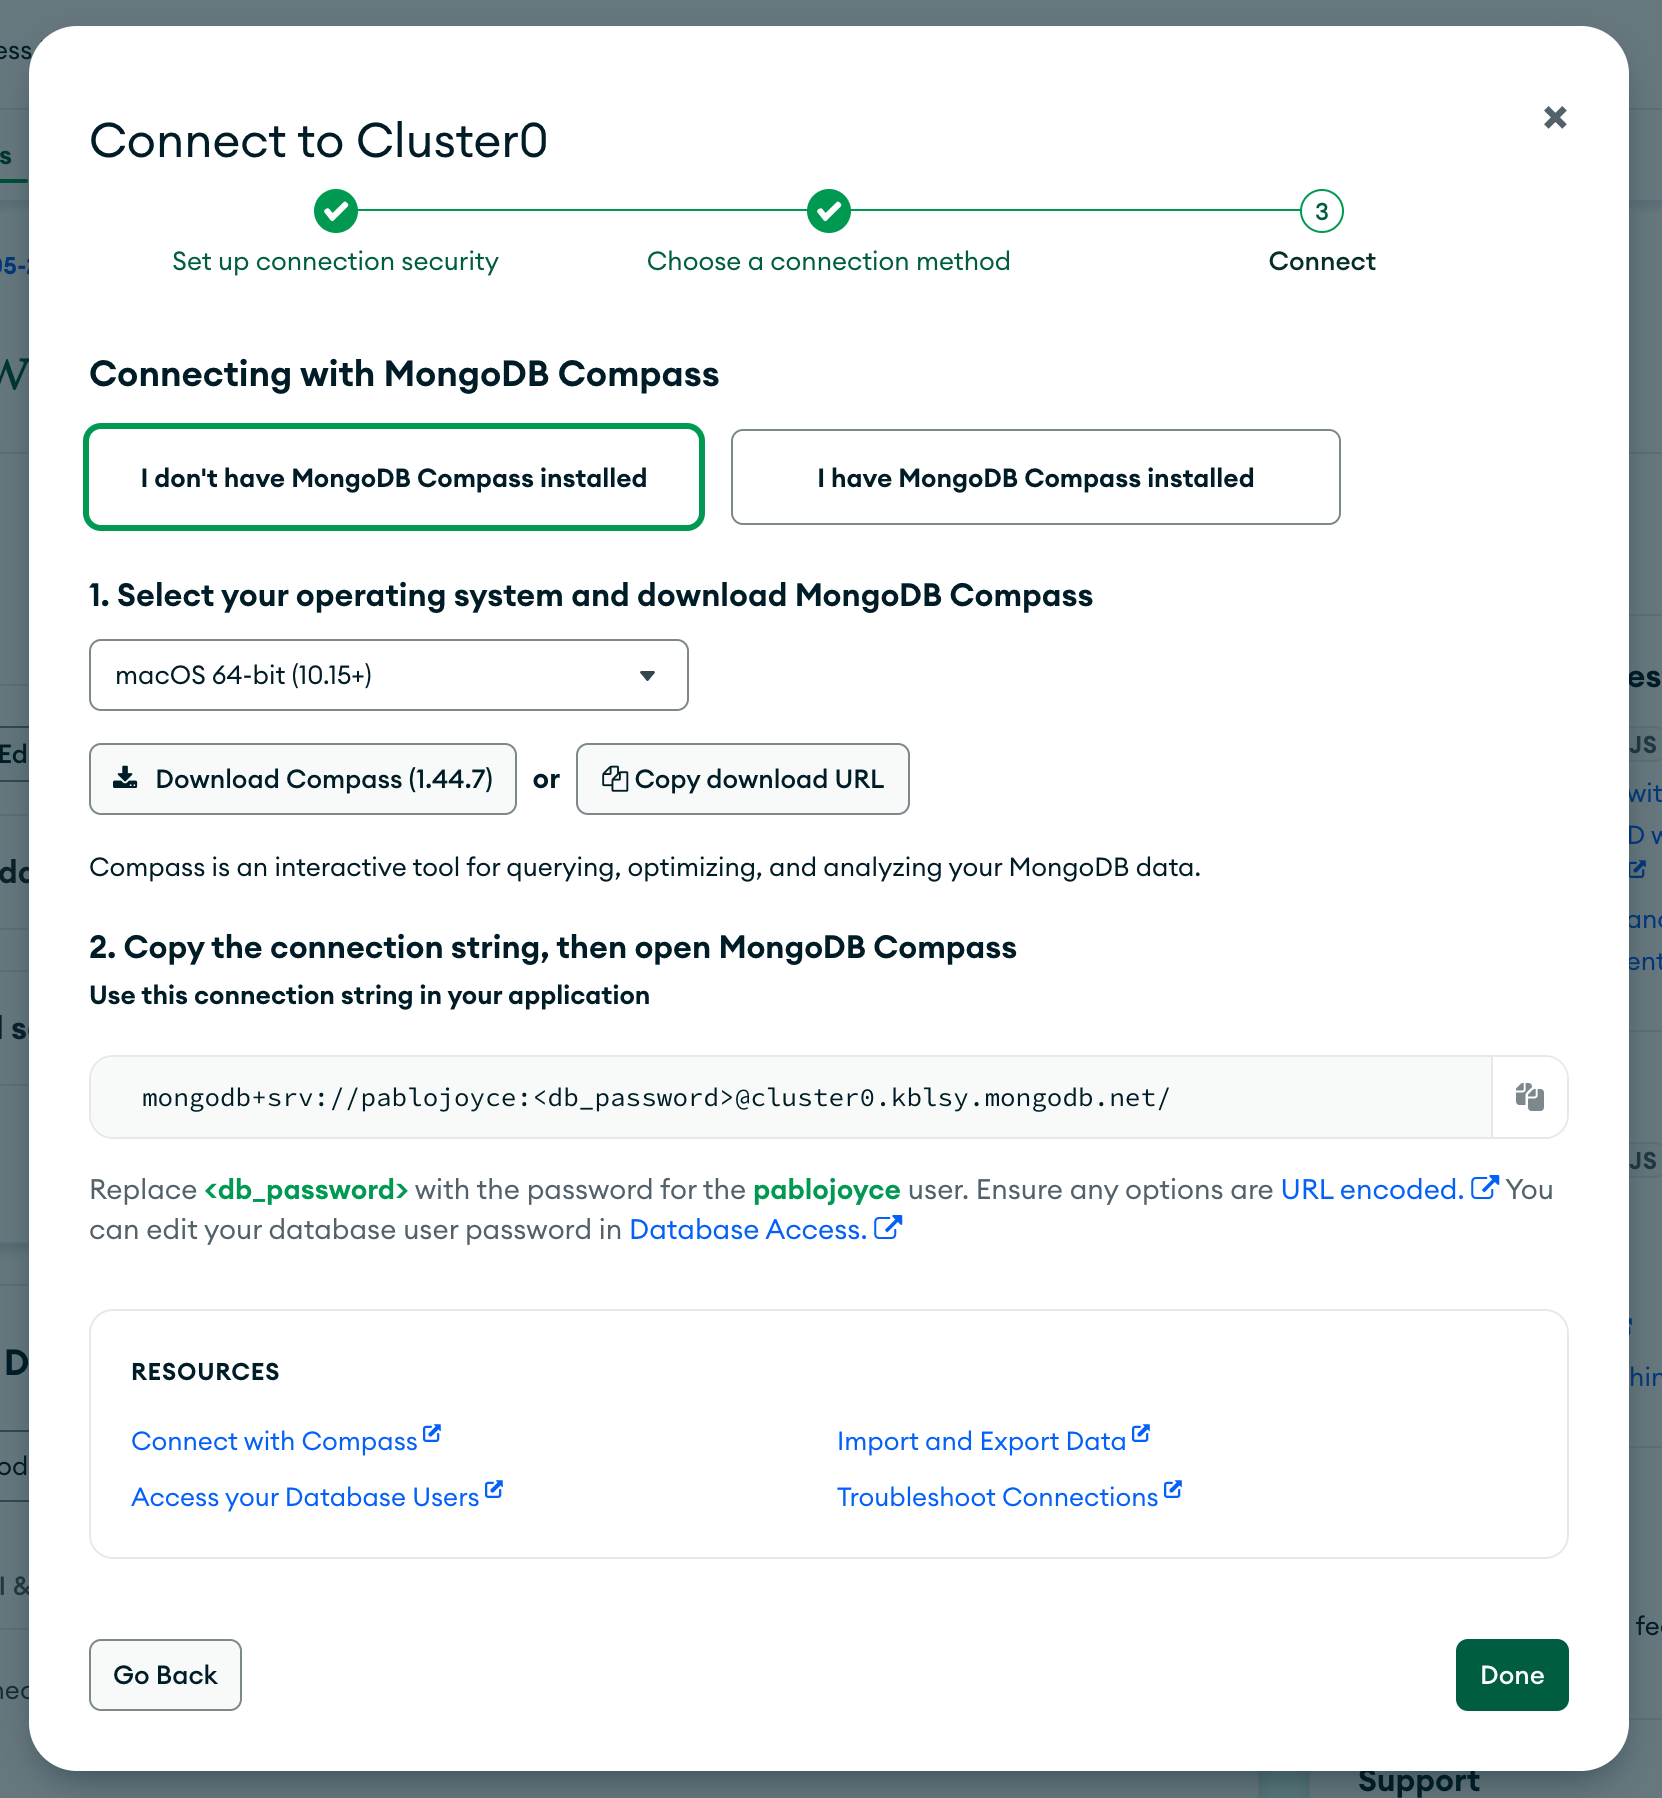 Connect to Cluster0
3
Set up connection security
Choose a connection method
Connect
Connecting with MongoDB Compass
I don't have MongoDB Compass installed
I have MongoDB Compass installed
1. Select your operating system and download MongoDB Compass
macOS 64-bit (10.15+)
Download Compass (1.44.7)
or
Copy download URL
Compass is an interactive tool for querying, optimizing, and analyzing your MongoDB data.
2. Copy the connection string, then open MongoDB Compass
Use this connection string in your application
mongodb+srv://pablojoyce:<db_password>@cluster0.kblsy.mongodb.net/
Replace <db_password> with the password for the pablojoyce user. Ensure any options are URL encoded. You
can edit your database user password in Database Access.
RESOURCES
Connect with Compass
Import and Export Data
Access your Database Users
Troubleshoot Connections
Go Back
Done
Support